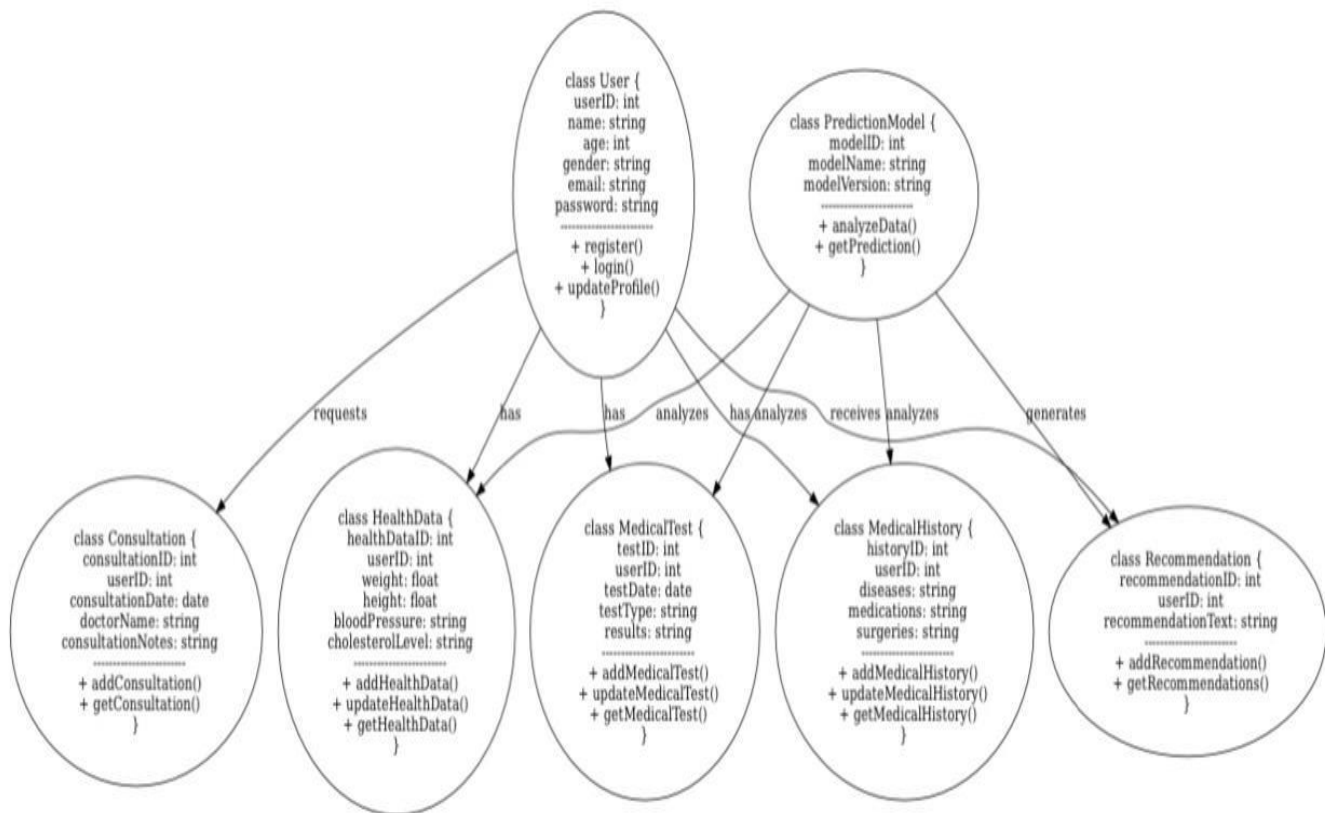 class User {
userID: int
name: string
age: int
gender: string
email: string
password: string
------------------------
+ register()
+ login()
+ updateProfile()
}
class PredictionModel {
modelID: int
modelName: string
modelVersion: string
------------------------
+ analyzeData()
+ getPrediction()
}
requests
has
has
analyzes
has
analyzes
receives
analyzes
generates
class Consultation {
consultationID: int
userID: int
consultationDate: date
doctorName: string
consultationNotes: string
------------------------
+ addConsultation()
+ getConsultation()
}
class HealthData {
healthDataID: int
userID: int
weight: float
height: float
bloodPressure: string
cholesterolLevel: string
------------------------
+ addHealthData()
+ updateHealthData()
+ getHealthData()
}
class MedicalTest {
testID: int
userID: int
testDate: date
testType: string
results: string
------------------------
+ addMedicalTest()
+ updateMedicalTest()
+ getMedicalTest()
}
class MedicalHistory {
historyID: int
userID: int
diseases: string
medications: string
surgeries: string
------------------------
+ addMedicalHistory()
+ updateMedicalHistory()
+ getMedicalHistory()
}
class Recommendation {
recommendationID: int
userID: int
recommendationText: string
------------------------
+ addRecommendation()
+ getRecommendations()
}